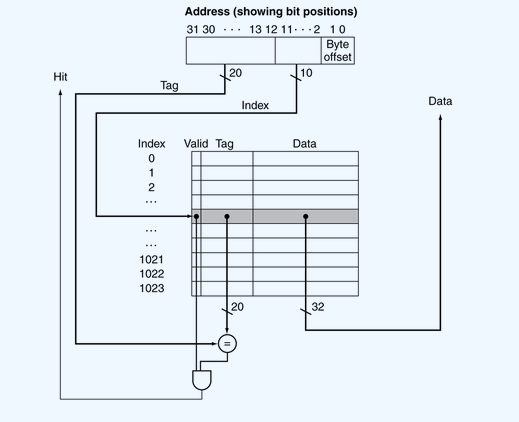 Address (showing bit positions)
31 30 ··· 13 12 11···2 1 0
Byte
offset
Hit
20
10
Tag
Index
Data
Index Valid Tag Data
0
1
2
···
···
···
1021
1022
1023
20
32
=